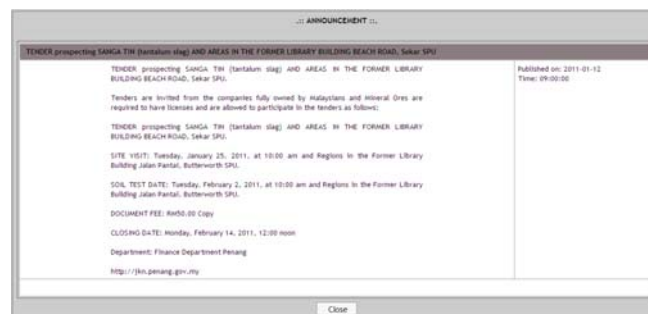 .:: ANNOUNCEMENT ::.
TENDER prospecting SANGA TIN (tantalum slag) AND AREAS IN THE FORMER LIBRARY BUILDING BEACH ROAD, Sekar SPU
TENDER prospecting SANGA TIN (tantalum slag) AND AREAS IN THE FORMER LIBRARY
BUILDING BEACH ROAD, Sekar SPU.
Published on: 2011-01-12
Time: 09:00:00
Tenders are invited from the companies fully owned by Malaysians and Mineral Ores are
required to have licenses and are allowed to participate in the tenders as follows:
TENDER prospecting SANGA TIN (tantalum slag) AND AREAS IN THE FORMER LIBRARY
BUILDING BEACH ROAD, Sekar SPU.
SITE VISIT: Tuesday, January 25, 2011, at 10:00 am and Regions in the Former Library
Building Jalan Pantai, Butterworth SPU.
SOIL TEST DATE: Tuesday, February 2, 2011, at 10:00 am and Regions in the Former Library
Building Jalan Pantai, Butterworth SPU.
DOCUMENT FEE: RM50.00 Copy
CLOSING DATE: Monday, February 14, 2011, 12:00 noon
Department: Finance Department Penang
http://jkn.penang.gov.my
Close